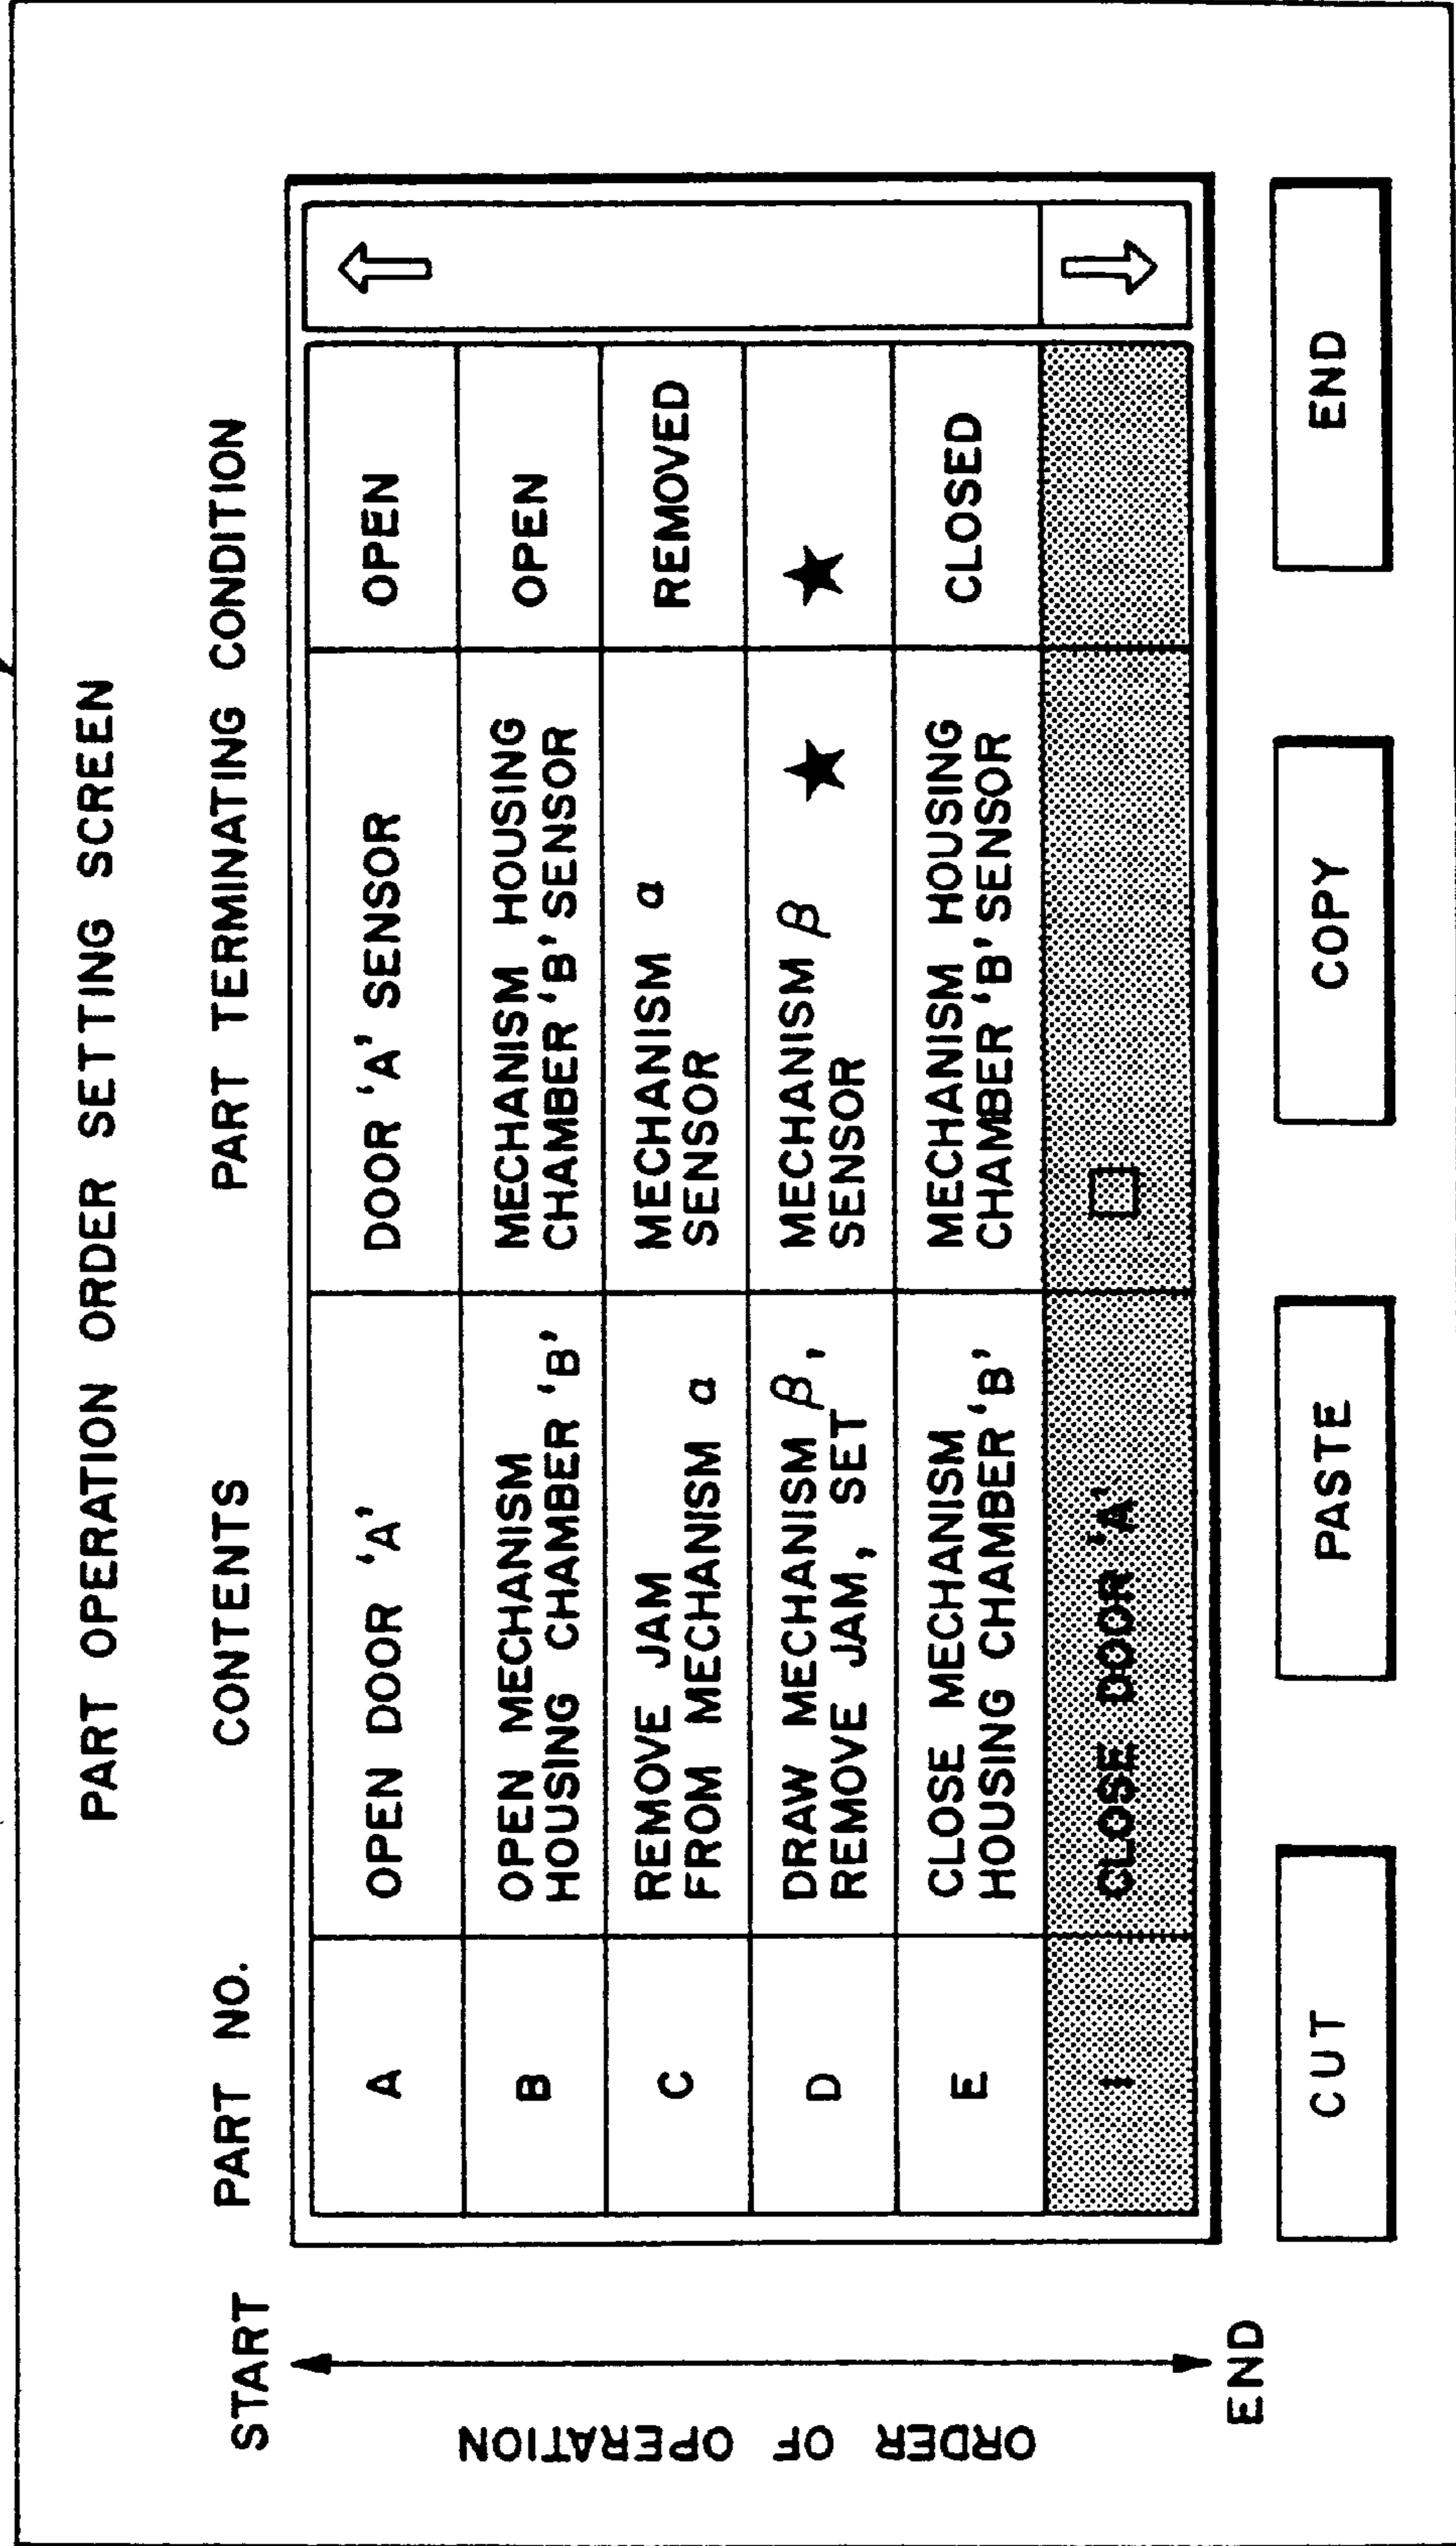 PART OPERATION ORDER SETTING SCREEN
PART NO. CONTENTS PART TERMINATING CONDITION
START
ORDER OF OPERATION
END
A OPEN DOOR 'A' DOOR 'A' SENSOR OPEN
B OPEN MECHANISM MECHANISM HOUSING OPEN
HOUSING CHAMBER 'B' CHAMBER 'B' SENSOR
C REMOVE JAM MECHANISM α REMOVED
FROM MECHANISM α SENSOR
D DRAW MECHANISM β, MECHANISM β ★ ★
REMOVE JAM, SET SENSOR
E CLOSE MECHANISM MECHANISM HOUSING CLOSED
HOUSING CHAMBER 'B' CHAMBER 'B' SENSOR
CLOSE DOOR 'A'
CUT PASTE COPY END